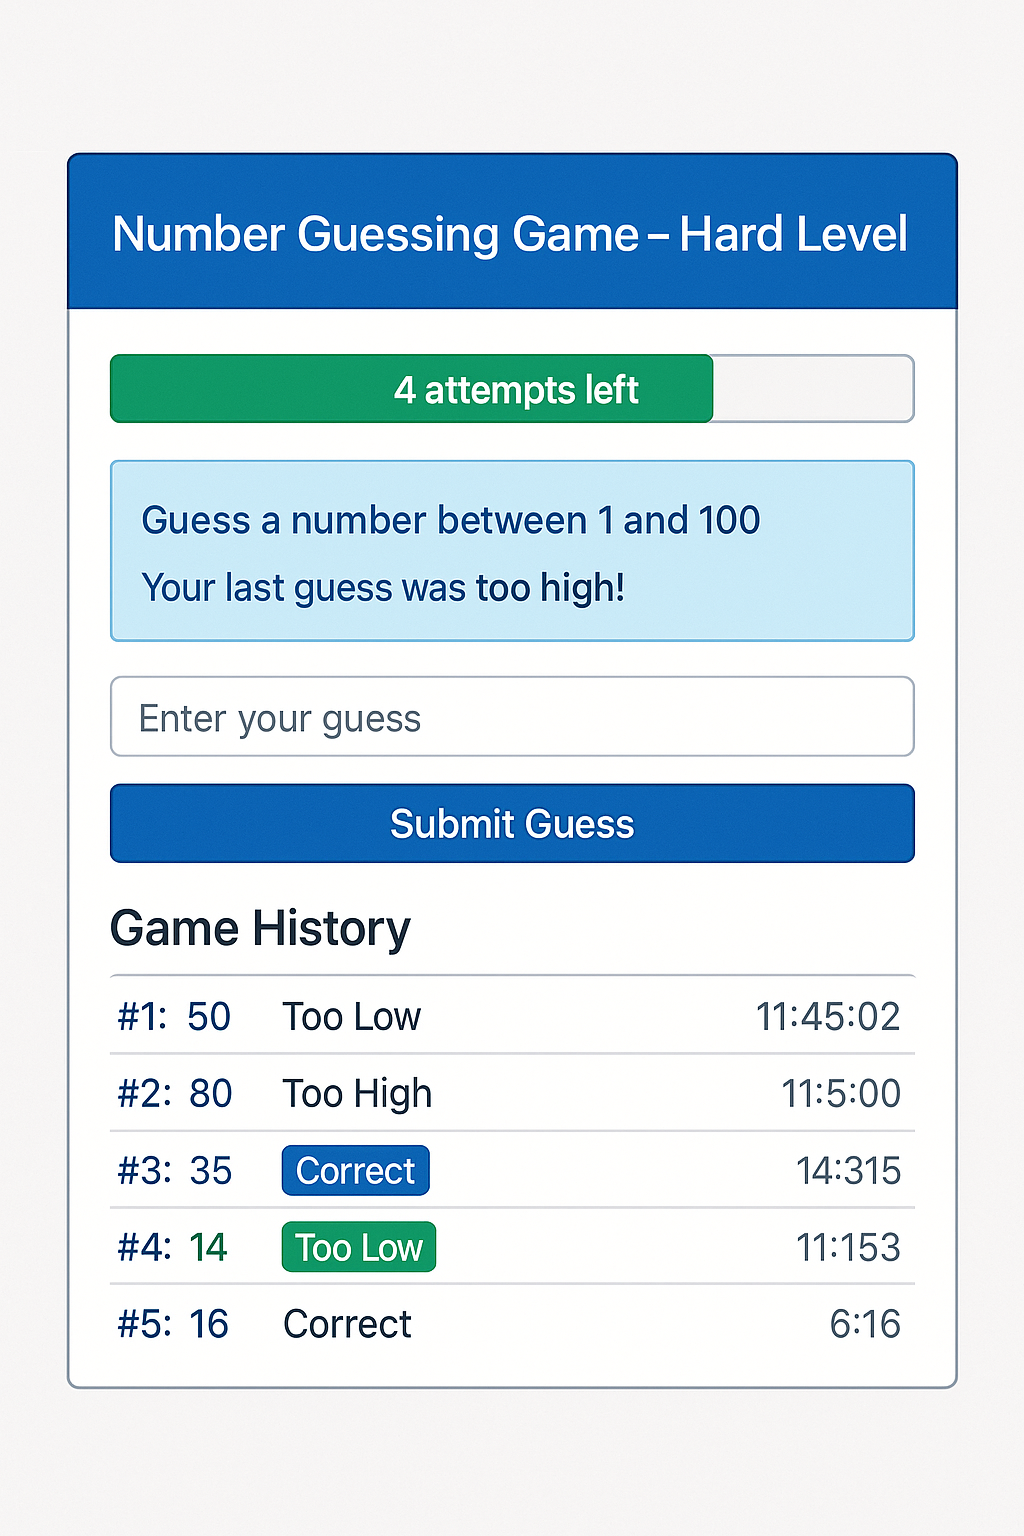 Number Guessing Game – Hard Level
4 attempts left
Guess a number between 1 and 100
Your last guess was too high!
Enter your guess
Submit Guess
Game History
#1: 50 Too Low 11:45:02
#2: 80 Too High 11:5:00
#3: 35 Correct 14:315
#4: 14 Too Low 11:153
#5: 16 Correct 6:16